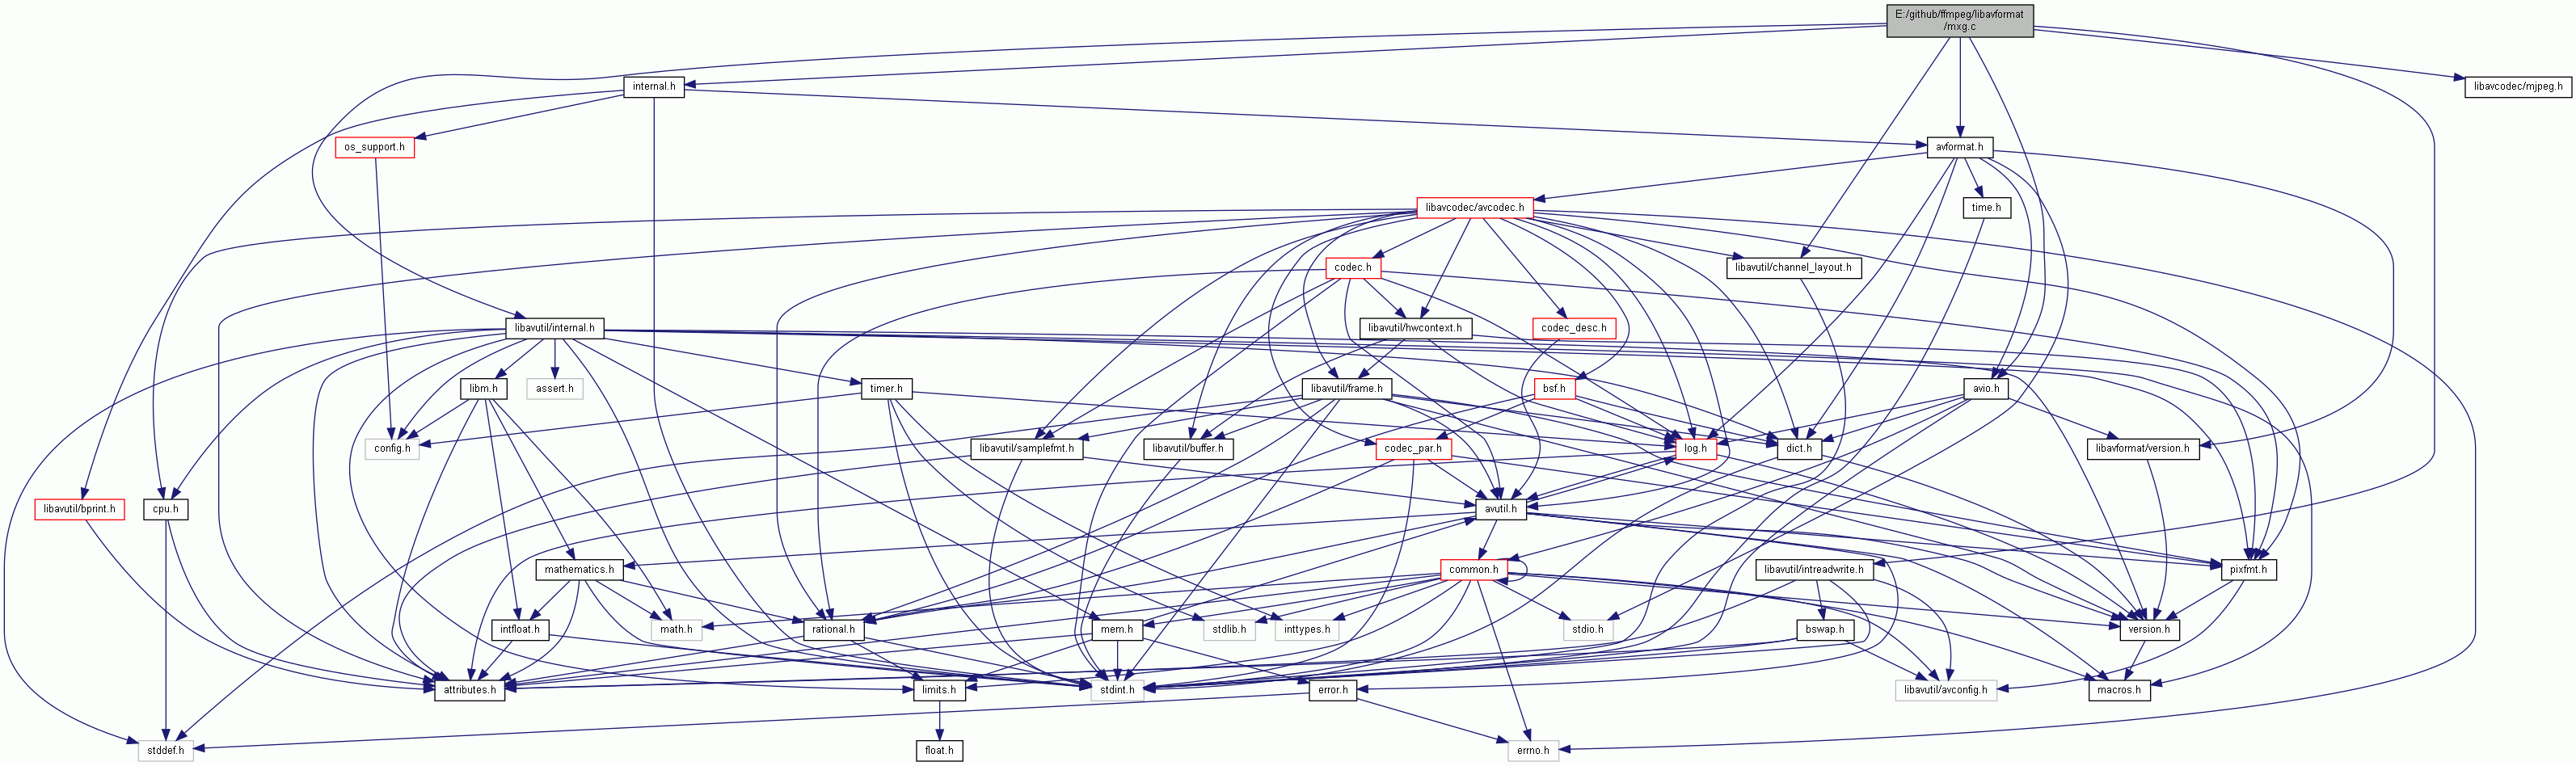 E:/github/ffmpeg/libavformat
/mxg.c
internal.h
libavcodec/mjpeg.h
os_support.h
avformat.h
libavcodec/avcodec.h
time.h
codec.h
libavutil/channel_layout.h
libavutil/internal.h
libavutil/hwcontext.h
codec_desc.h
libm.h
assert.h
timer.h
libavutil/frame.h
bsf.h
avio.h
config.h
libavutil/samplefmt.h
libavutil/buffer.h
codec_par.h
log.h
dict.h
libavformat/version.h
libavutil/bprint.h
cpu.h
avutil.h
mathematics.h
common.h
libavutil/intreadwrite.h
pixfmt.h
intfloat.h
math.h
rational.h
mem.h
stdlib.h
inttypes.h
stdio.h
bswap.h
version.h
attributes.h
limits.h
stdint.h
error.h
libavutil/avconfig.h
macros.h
stddef.h
float.h
errno.h